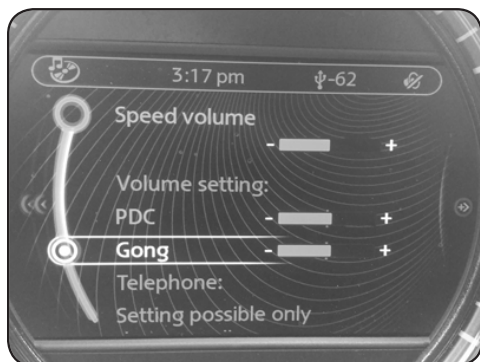 3:17 pm -62
Speed volume
- +
Volume setting:
PDC - +
Gong - +
Telephone:
Setting possible only